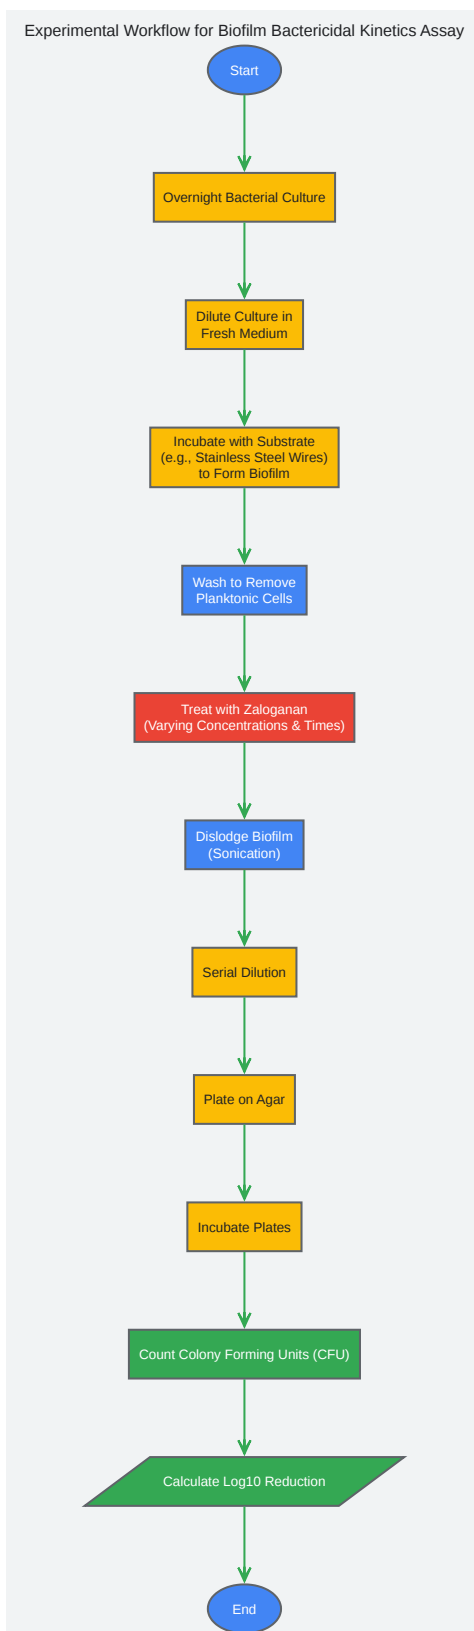 Experimental Workflow for Biofilm Bactericidal Kinetics Assay
Start
Overnight Bacterial Culture
Dilute Culture in
Fresh Medium
Incubate with Substrate
(e.g., Stainless Steel Wires)
to Form Biofilm
Wash to Remove
Planktonic Cells
Treat with Zaloganan
(Varying Concentrations & Times)
Dislodge Biofilm
(Sonication)
Serial Dilution
Plate on Agar
Incubate Plates
Count Colony Forming Units (CFU)
Calculate Log10 Reduction
End